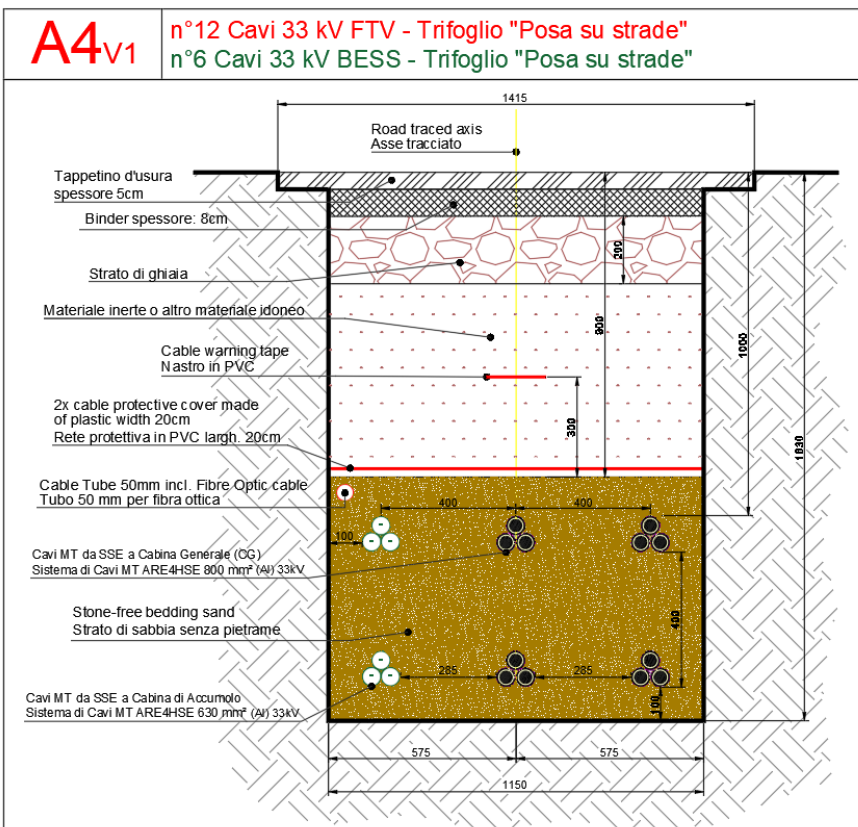 A4V1
n°12 Cavi 33 kV FTV - Trifoglio "Posa su strade"
n°6 Cavi 33 kV BESS - Trifoglio "Posa su strade"
1415
Road traced axis
Asse tracciato
Tappetino d'usura
spessore 5cm
Binder spessore: 8cm
200
Strato di ghiaia
Materiale inerte o altro materiale idoneo
900
1000
Cable warning tape
Nastro in PVC
300
1830
2x cable protective cover made
of plastic width 20cm
Rete protettiva in PVC largh. 20cm
Cable Tube 50mm incl. Fibre Optic cable
Tubo 50 mm per fibra ottica
400
400
100
Cavi MT da SSE a Cabina Generale (CG)
Sistema di Cavi MT ARE4HSE 800 mm² (Al) 33kV
Stone-free bedding sand
Strato di sabbia senza pietrame
400
285
285
100
Cavi MT da SSE a Cabina di Accumolo
Sistema di Cavi MT ARE4HSE 630 mm² (Al) 33kV
575
575
1150